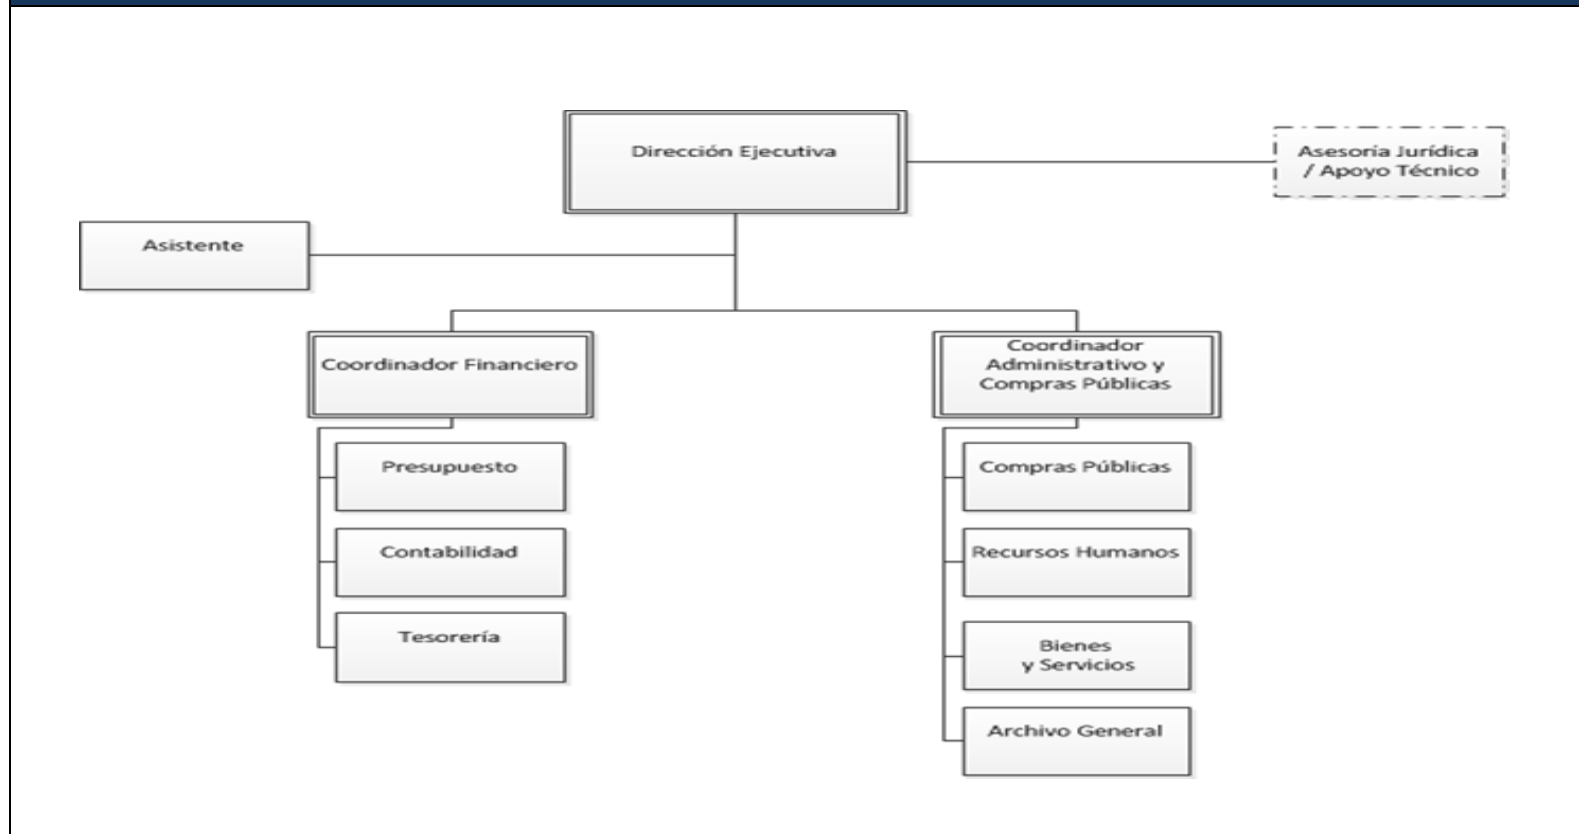 Dirección Ejecutiva
Asesoría Jurídica
/ Apoyo Técnico
Asistente
Coordinador Financiero
Coordinador
Administrativo y
Compras Públicas
Presupuesto
Contabilidad
Tesorería
Compras Públicas
Recursos Humanos
Bienes
y Servicios
Archivo General